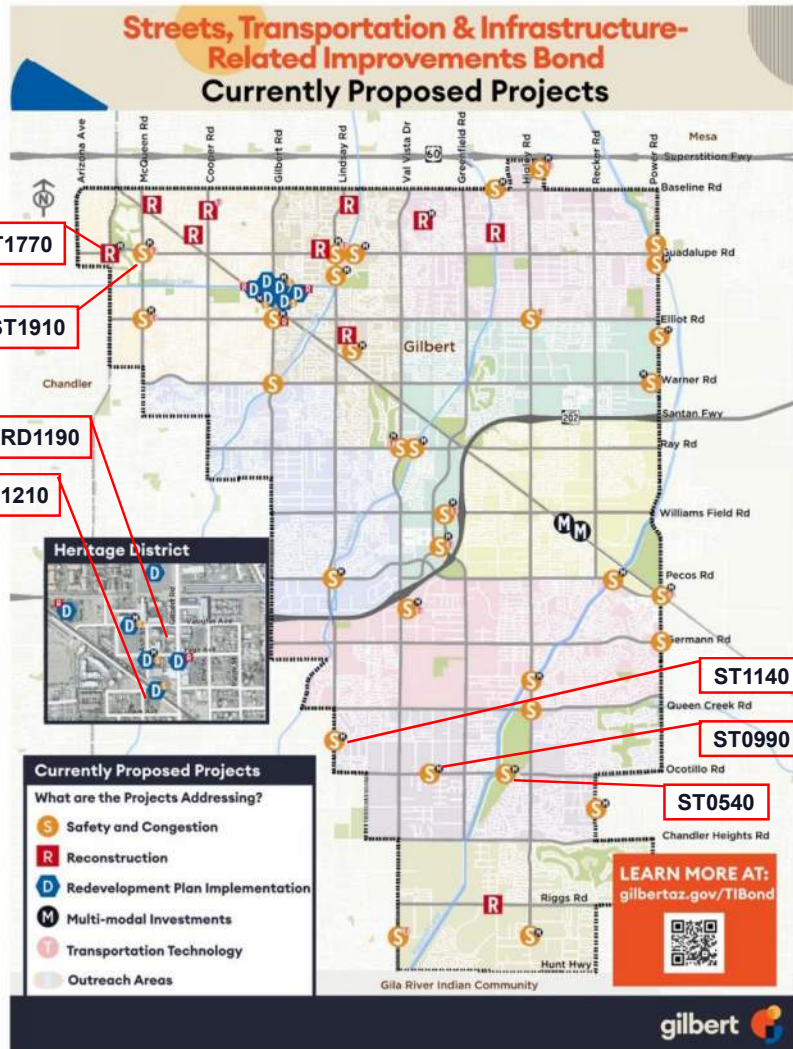 Streets, Transportation & Infrastructure-
Related Improvements Bond
Currently Proposed Projects
Arizona Ave
McQueen Rd
Cooper Rd
Gilbert Rd
Lindsay Rd
Val Vista Dr
Greenfield Rd
Higley Rd
Recker Rd
Power Rd
Mesa
60
Superstition Fwy
N
Baseline Rd
T1770
Guadalupe Rd
ST1910
Elliot Rd
Gilbert
Chandler
Warner Rd
RD1190
202
Santan Fwy
Ray Rd
1210
Williams Field Rd
Heritage District
Gilbert Rd
Vaughn Ave
Pecos Rd
Germann Rd
ST1140
Queen Creek Rd
ST0990
Ocotillo Rd
ST0540
Chandler Heights Rd
Currently Proposed Projects
What are the Projects Addressing?
S Safety and Congestion
R Reconstruction
D Redevelopment Plan Implementation
M Multi-modal Investments
T Transportation Technology
Outreach Areas
LEARN MORE AT:
gilbertaz.gov/TIBond
Riggs Rd
Hunt Hwy
Gila River Indian Community
gilbert